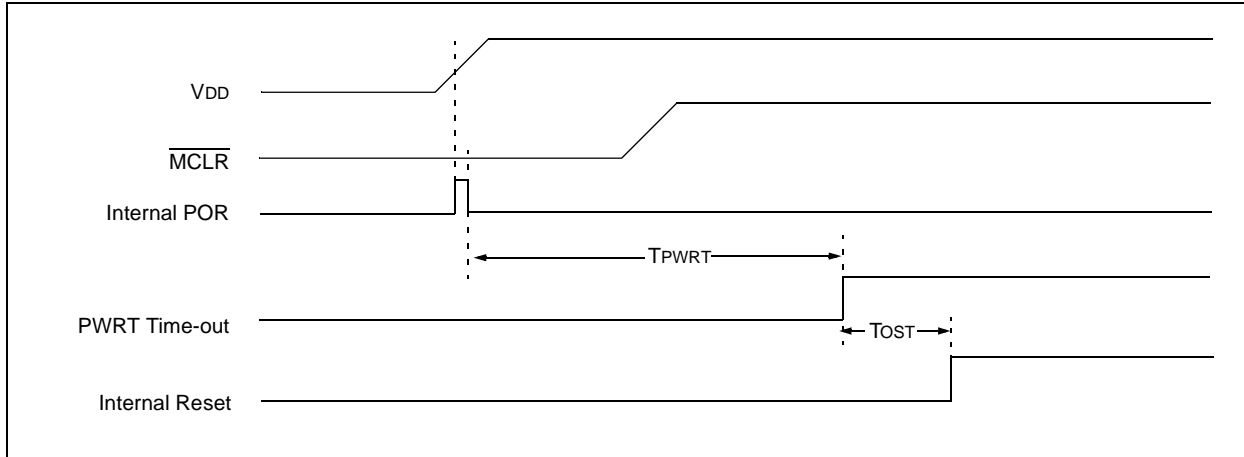 VDD
MCLR
Internal POR
TPWRT
PWRT Time-out
TOST
Internal Reset